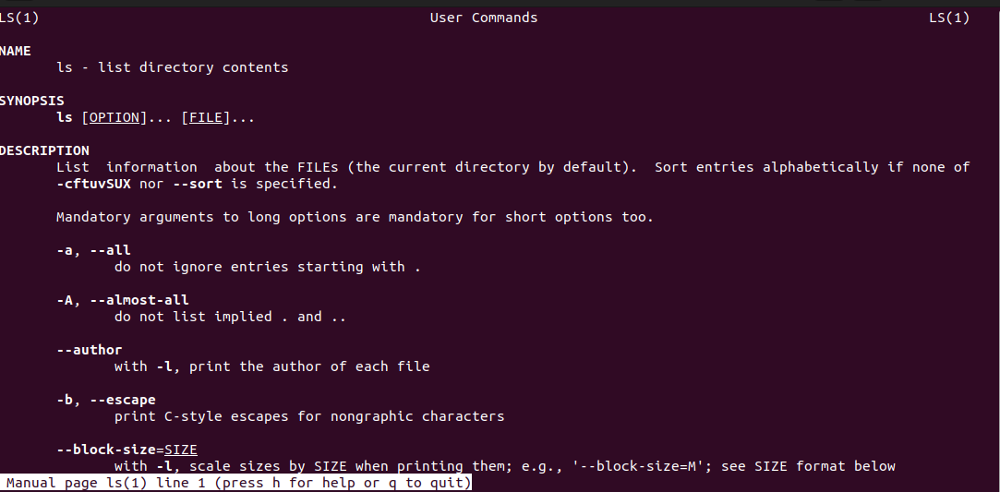 LS(1) User Commands LS(1)
NAME
ls - list directory contents
SYNOPSIS
ls [OPTION]... [FILE]...
DESCRIPTION
List information about the FILEs (the current directory by default). Sort entries alphabetically if none of
-cftuvSUX nor --sort is specified.
Mandatory arguments to long options are mandatory for short options too.
-a, --all
do not ignore entries starting with .
-A, --almost-all
do not list implied . and ..
--author
with -l, print the author of each file
-b, --escape
print C-style escapes for nongraphic characters
--block-size=SIZE
with -l, scale sizes by SIZE when printing them; e.g., '--block-size=M'; see SIZE format below
Manual page ls(1) line 1 (press h for help or q to quit)